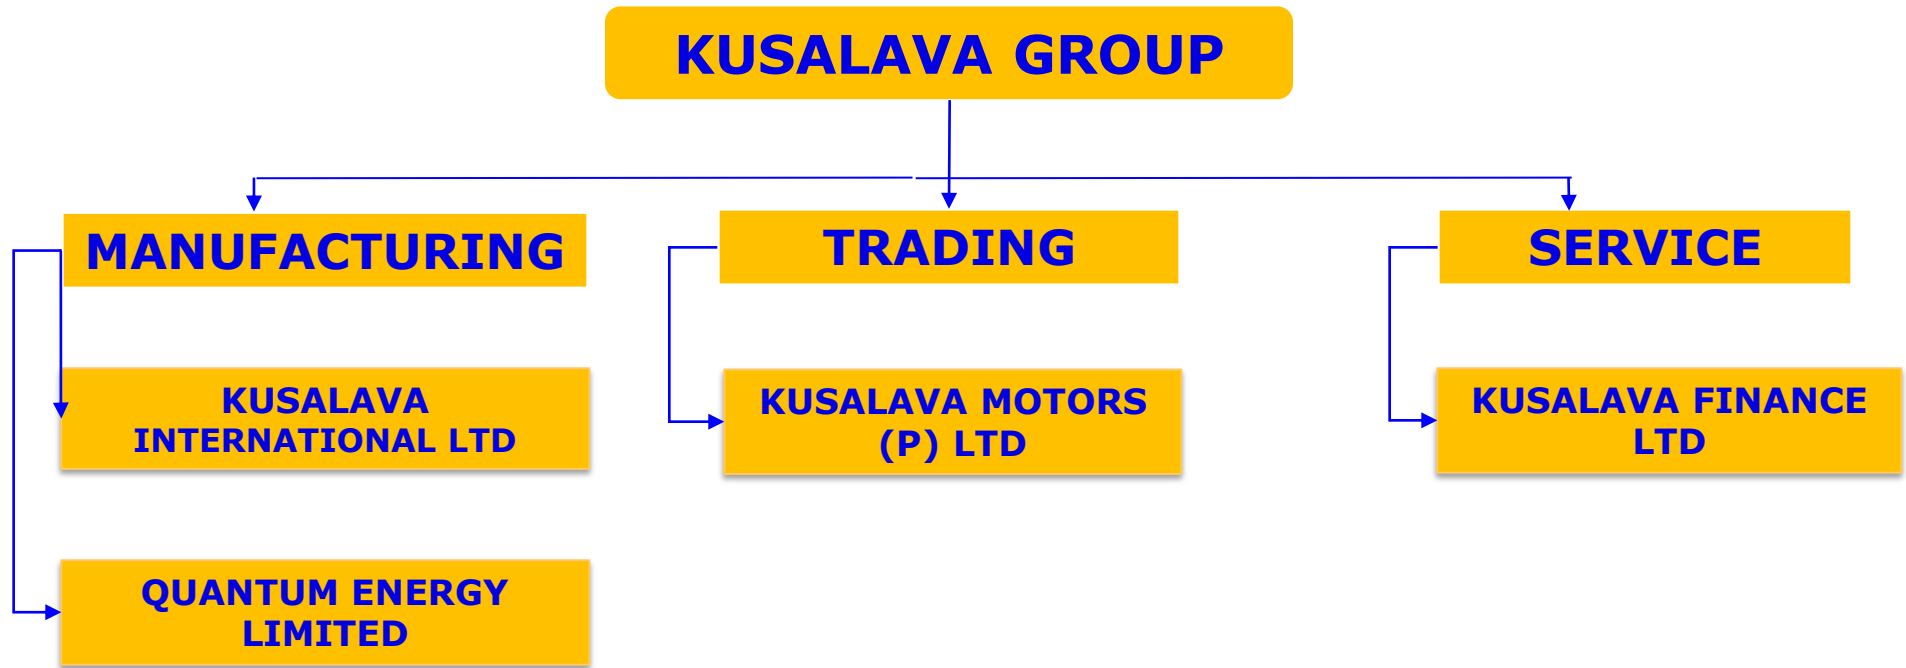 KUSALAVA GROUP
MANUFACTURING
TRADING
SERVICE
KUSALAVA
INTERNATIONAL LTD
KUSALAVA MOTORS
(P) LTD
KUSALAVA FINANCE
LTD
QUANTUM ENERGY
LIMITED